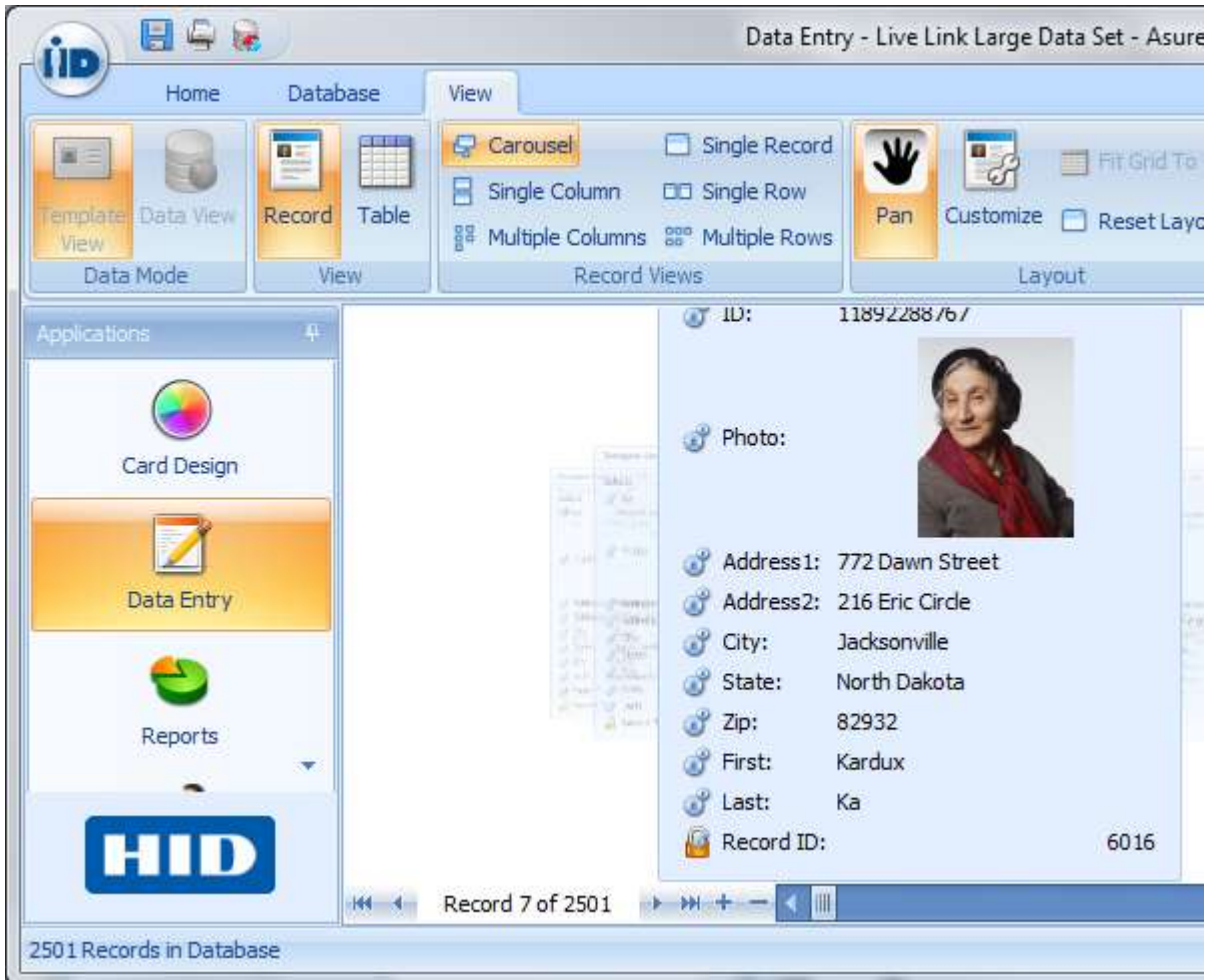 Data Entry - Live Link Large Data Set - Asure
iID
Home Database View
Template View Data View Record Table
Carousel Single Record
Single Column Single Row
Multiple Columns Multiple Rows
Pan Customize
Fit Grid To
Reset Layo
Data Mode View Record Views Layout
Applications
Card Design
Data Entry
Reports
HID
ID: 11892288767
Photo:
Address1: 772 Dawn Street
Address2: 216 Eric Circle
City: Jacksonville
State: North Dakota
Zip: 82932
First: Kardux
Last: Ka
Record ID: 6016
Record 7 of 2501
2501 Records in Database